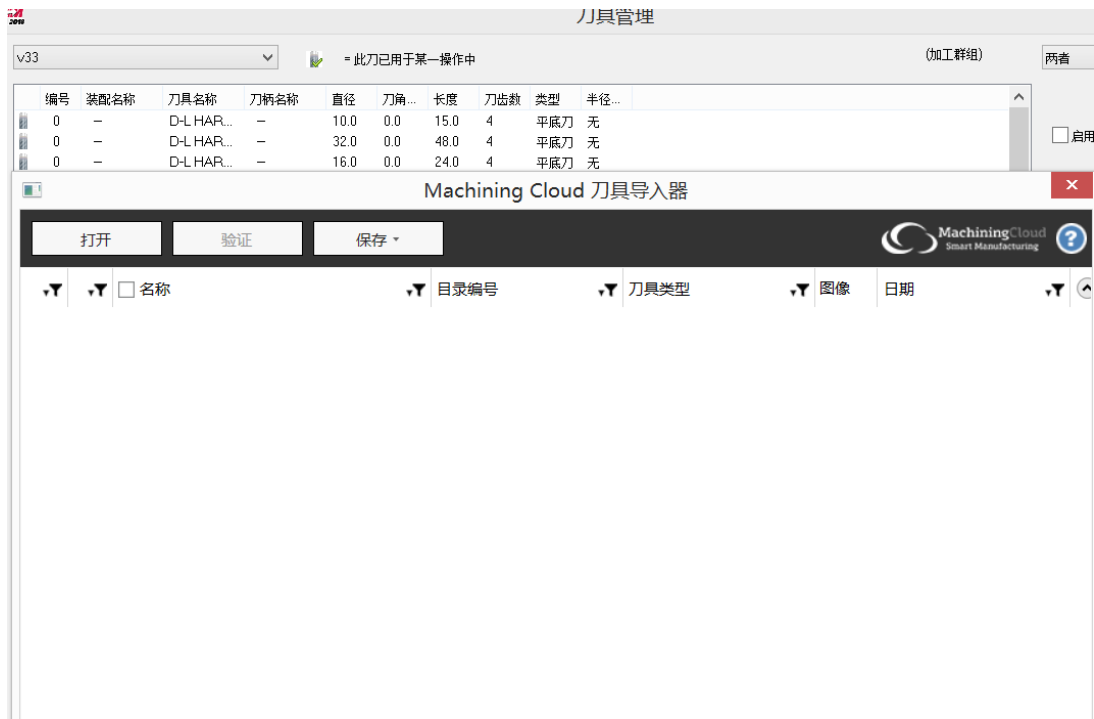 2018
刀具管理
v33
= 此刀已用于某一操作中
(加工群组)
两者
编号 装配名称 刀具名称 刀柄名称 直径 刀角... 长度 刀齿数 类型 半径...
0 – D-L HAR... – 10.0 0.0 15.0 4 平底刀 无
0 – D-L HAR... – 32.0 0.0 48.0 4 平底刀 无
0 – D-L HAR... – 16.0 0.0 24.0 4 平底刀 无
启用
Machining Cloud 刀具导入器
打开 验证 保存
MachiningCloud
Smart Manufacturing
?
名称 目录编号 刀具类型 图像 日期